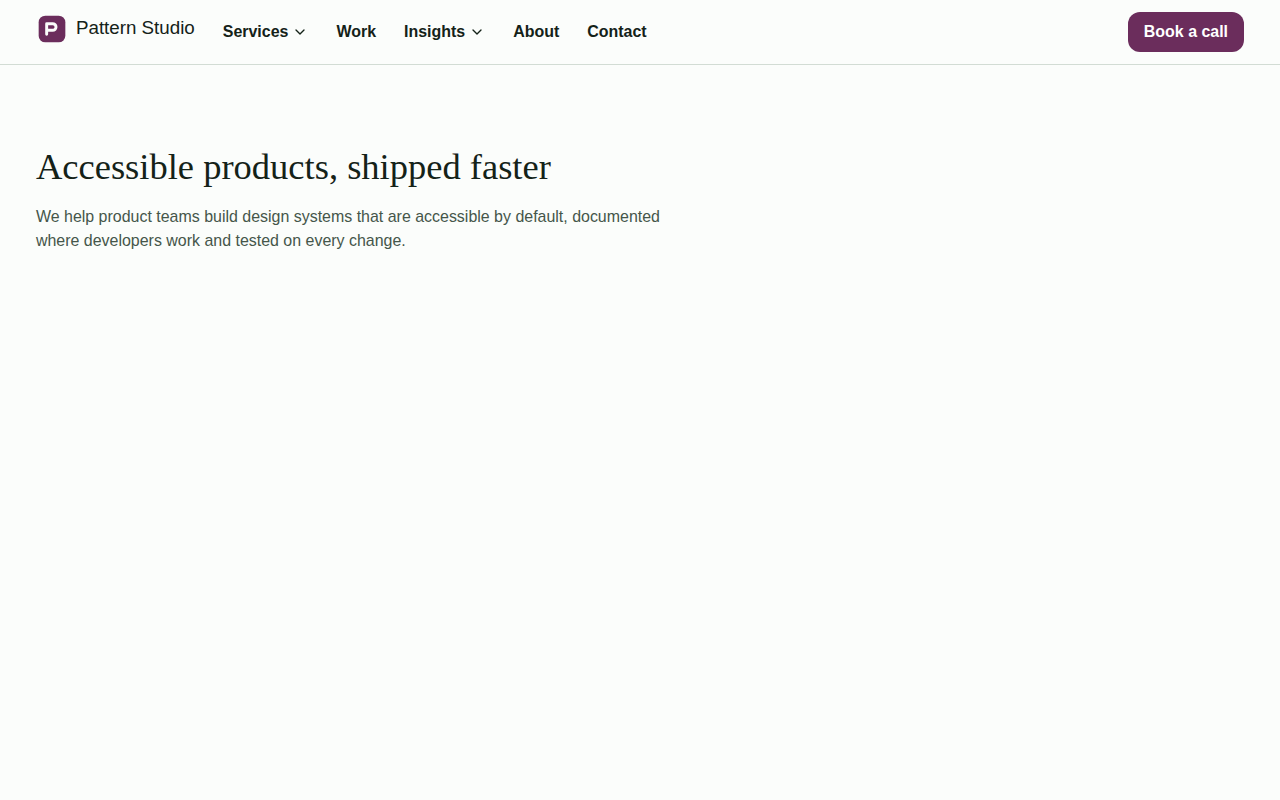 Pattern Studio Services Work Insights About Contact Book a call
Accessible products, shipped faster
We help product teams build design systems that are accessible by default, documented
where developers work and tested on every change.